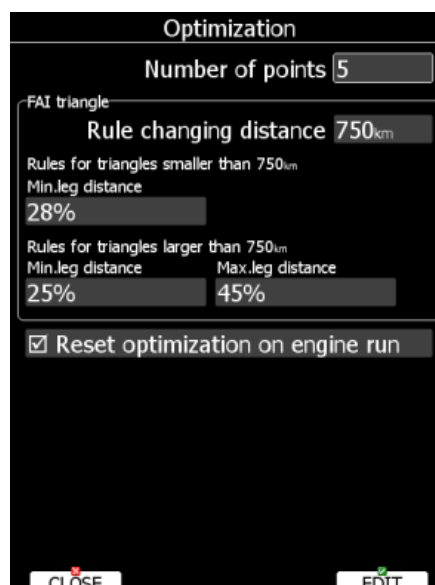 Optimization
Number of points 5
FAI triangle
Rule changing distance 750km
Rules for triangles smaller than 750km
Min.leg distance
28%
Rules for triangles larger than 750km
Min.leg distance Max.leg distance
25% 45%
Reset optimization on engine run
CLOSE EDIT